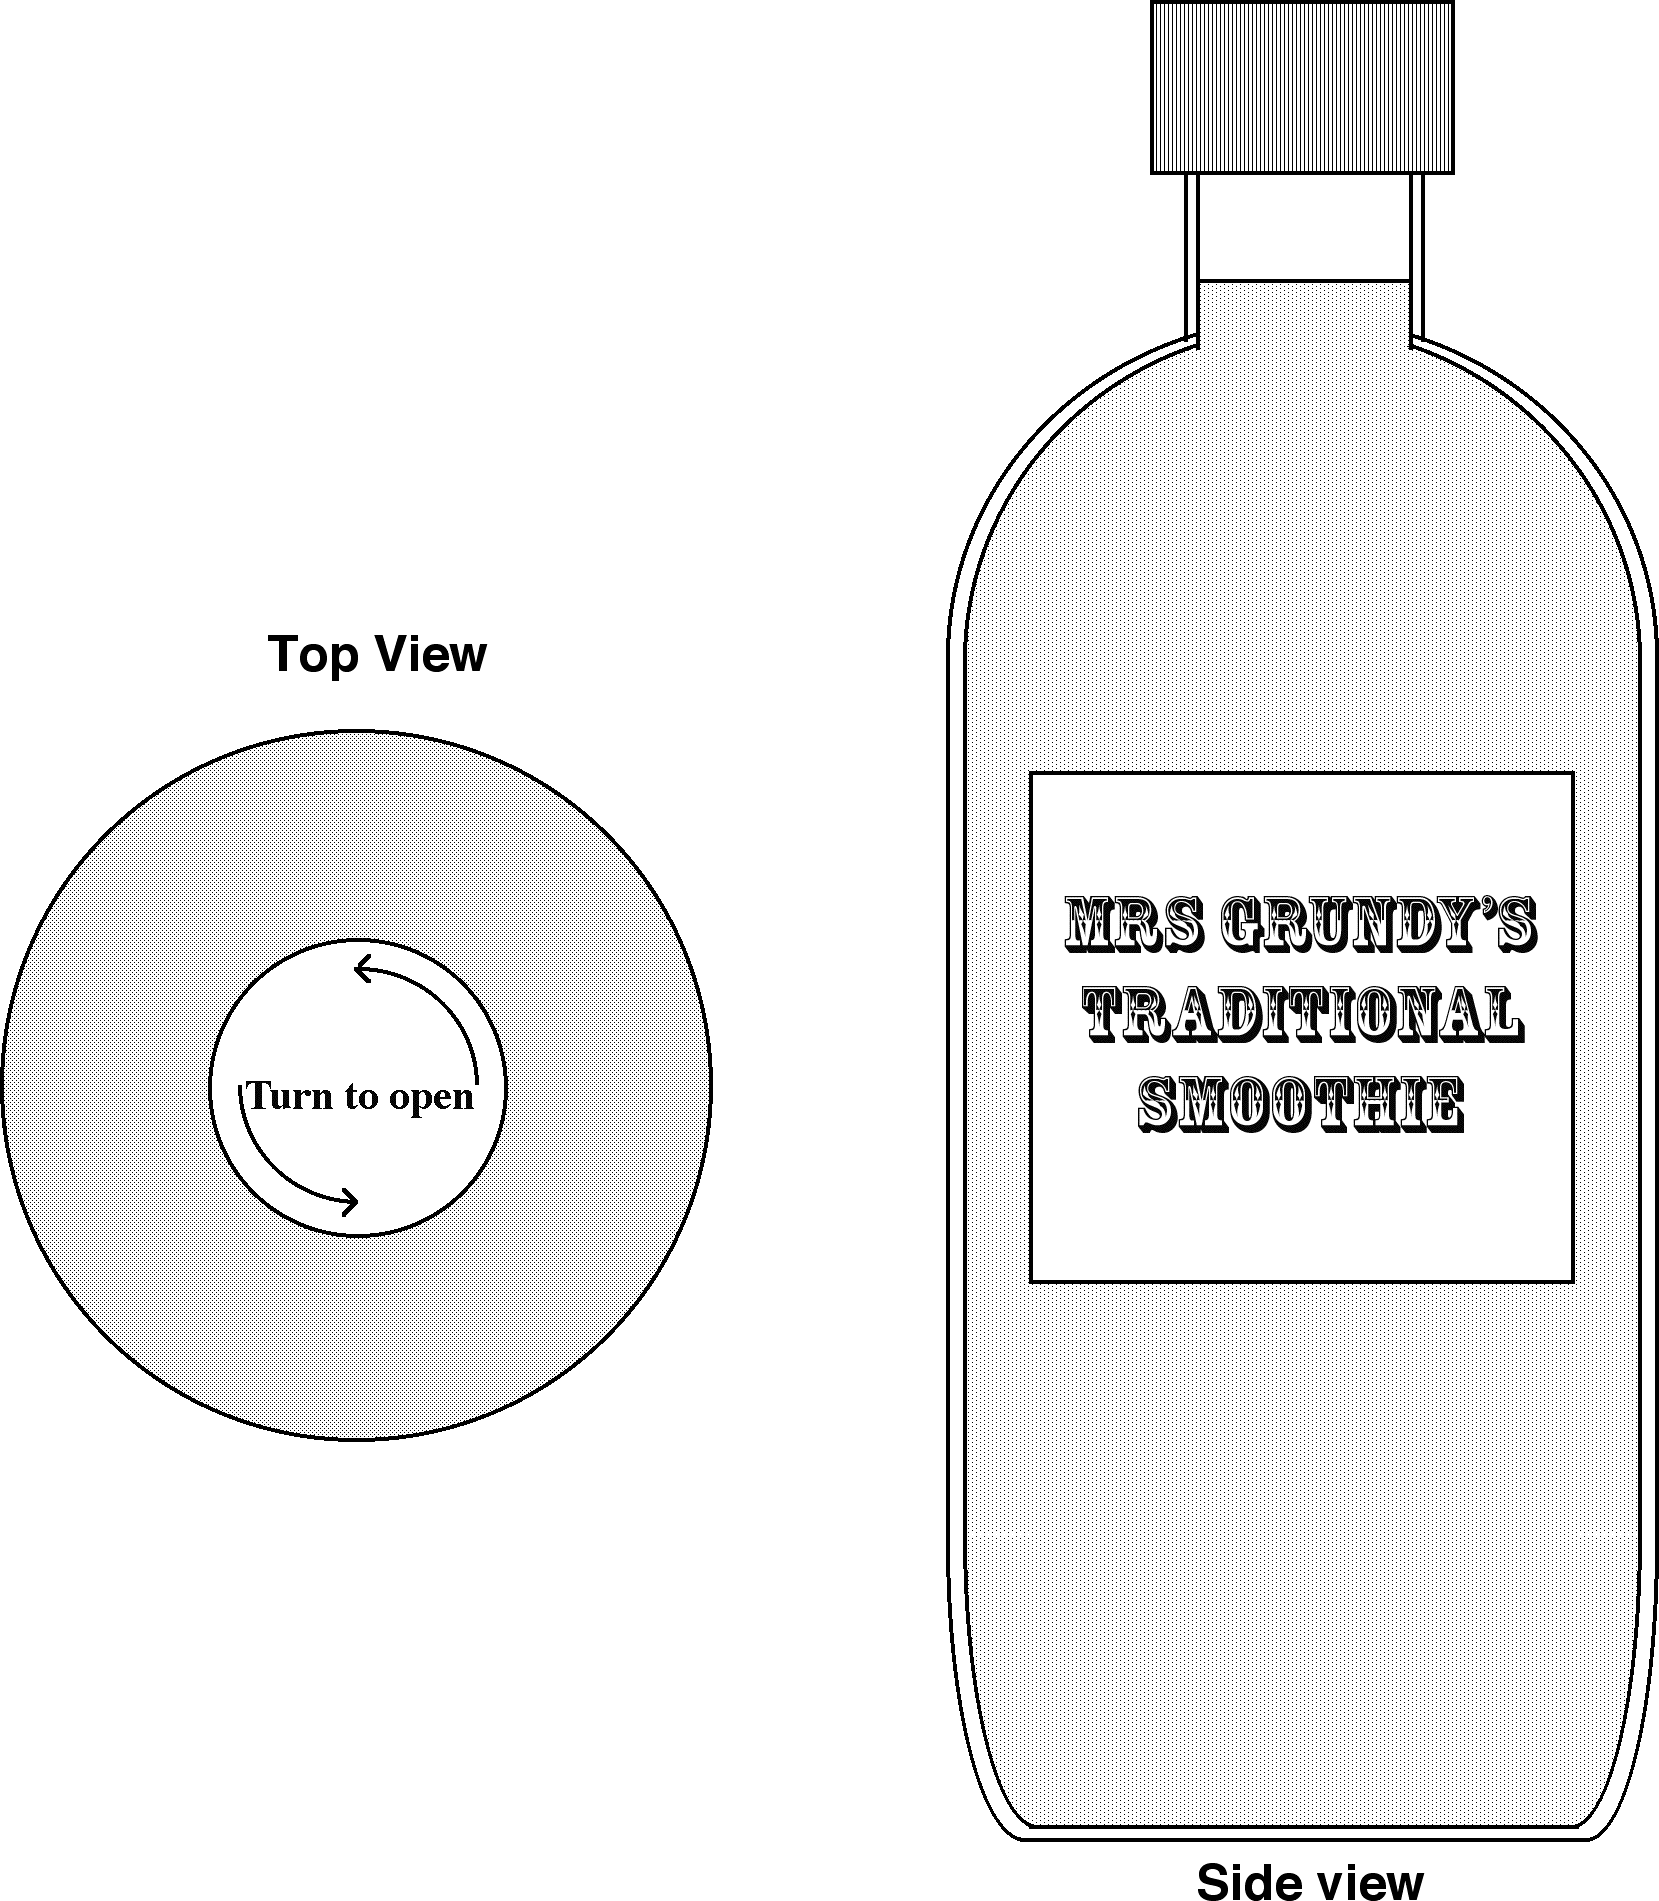 Top View
Turn to open
MRS GRUNDY’S
TRADITIONAL
SMOOTHIE
Side view